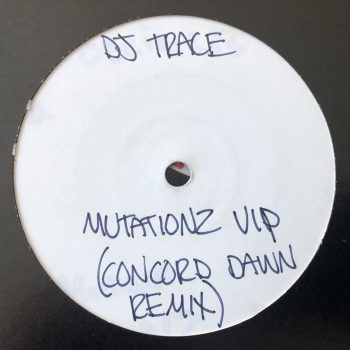 DJ TRACE
MUTATIONZ VIP
(CONCORD DAWN
REMIX)